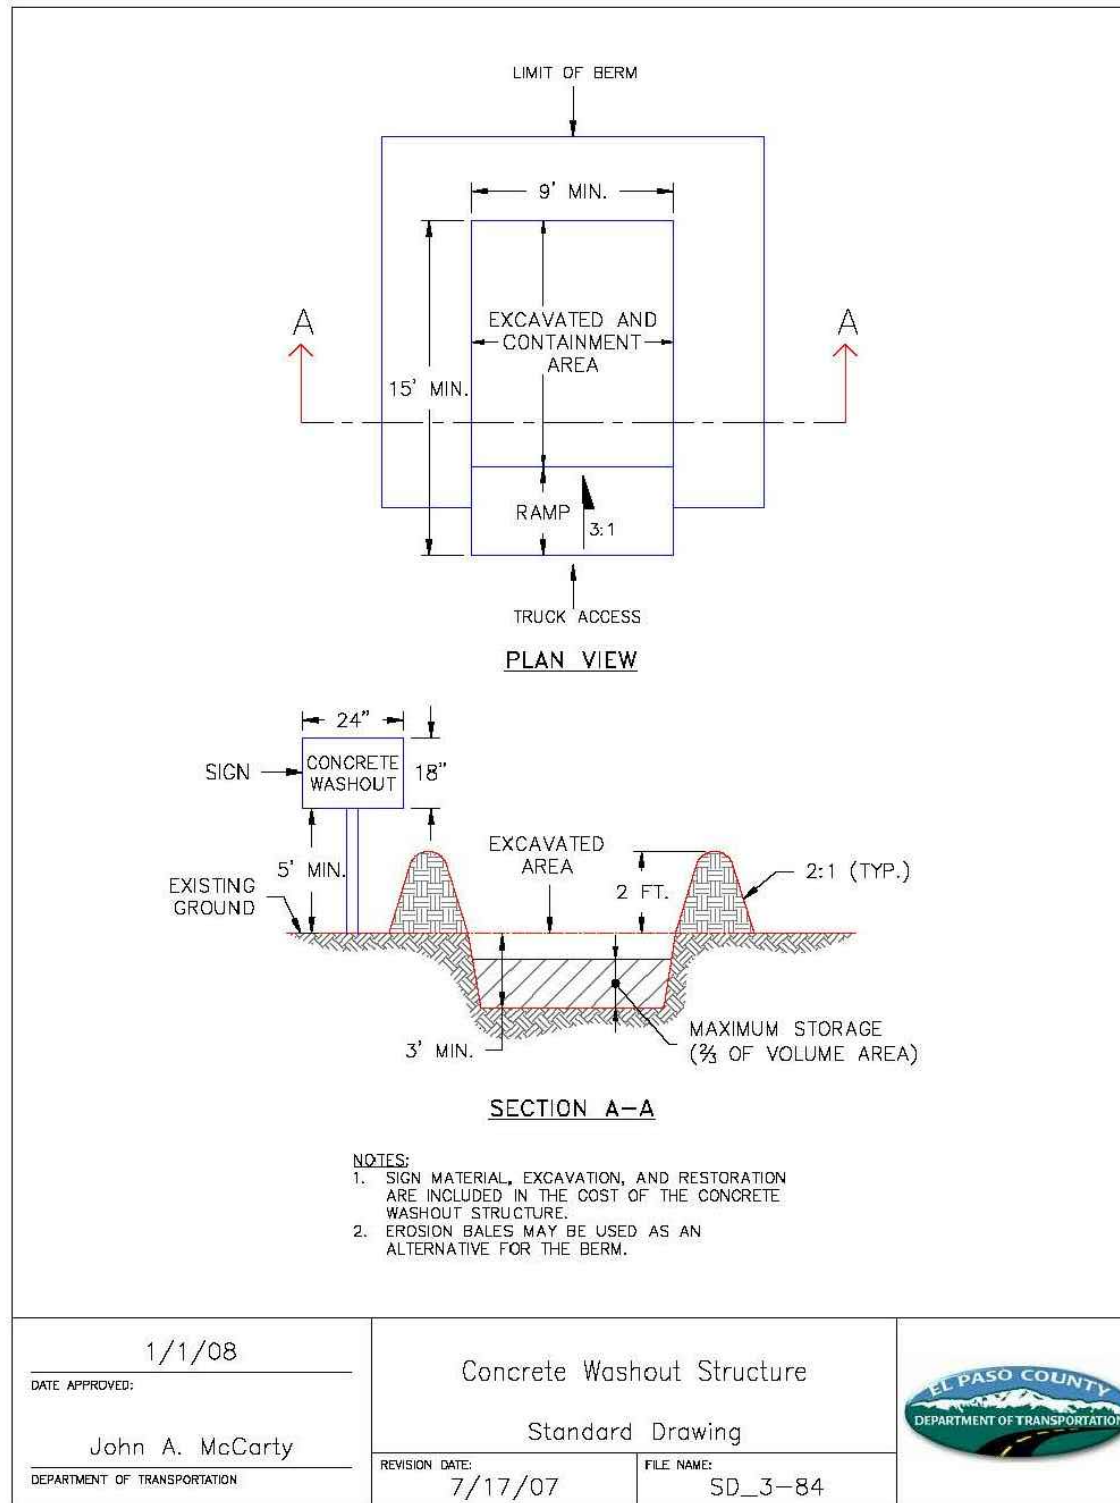 LIMIT OF BERM
9' MIN.
A
A
EXCAVATED AND
CONTAINMENT
AREA
15' MIN.
RAMP
3:1
TRUCK ACCESS
PLAN VIEW
24"
SIGN
CONCRETE
WASHOUT
18"
5' MIN.
EXCAVATED
AREA
2 FT.
2:1 (TYP.)
EXISTING
GROUND
3' MIN.
MAXIMUM STORAGE
(⅔ OF VOLUME AREA)
SECTION A-A
NOTES:
1. SIGN MATERIAL, EXCAVATION, AND RESTORATION
ARE INCLUDED IN THE COST OF THE CONCRETE
WASHOUT STRUCTURE.
2. EROSION BALES MAY BE USED AS AN
ALTERNATIVE FOR THE BERM.
1/1/08
DATE APPROVED:
John A. McCarty
DEPARTMENT OF TRANSPORTATION
Concrete Washout Structure
Standard Drawing
REVISION DATE:
7/17/07
FILE NAME:
SD_3-84
EL PASO COUNTY
DEPARTMENT OF TRANSPORTATION